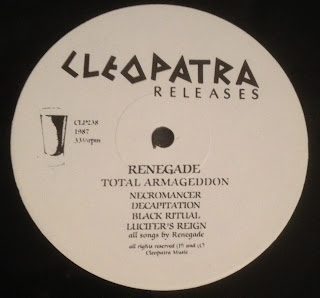 CLEOPATRA
RELEASES
CLP238
1987
33⅓rpm
RENEGADE
TOTAL ARMAGEDDON
NECROMANCER
DECAPITATION
BLACK RITUAL
LUCIFER'S REIGN
all songs by Renegade
all rights reserved (P) and (C)
Cleopatra Music